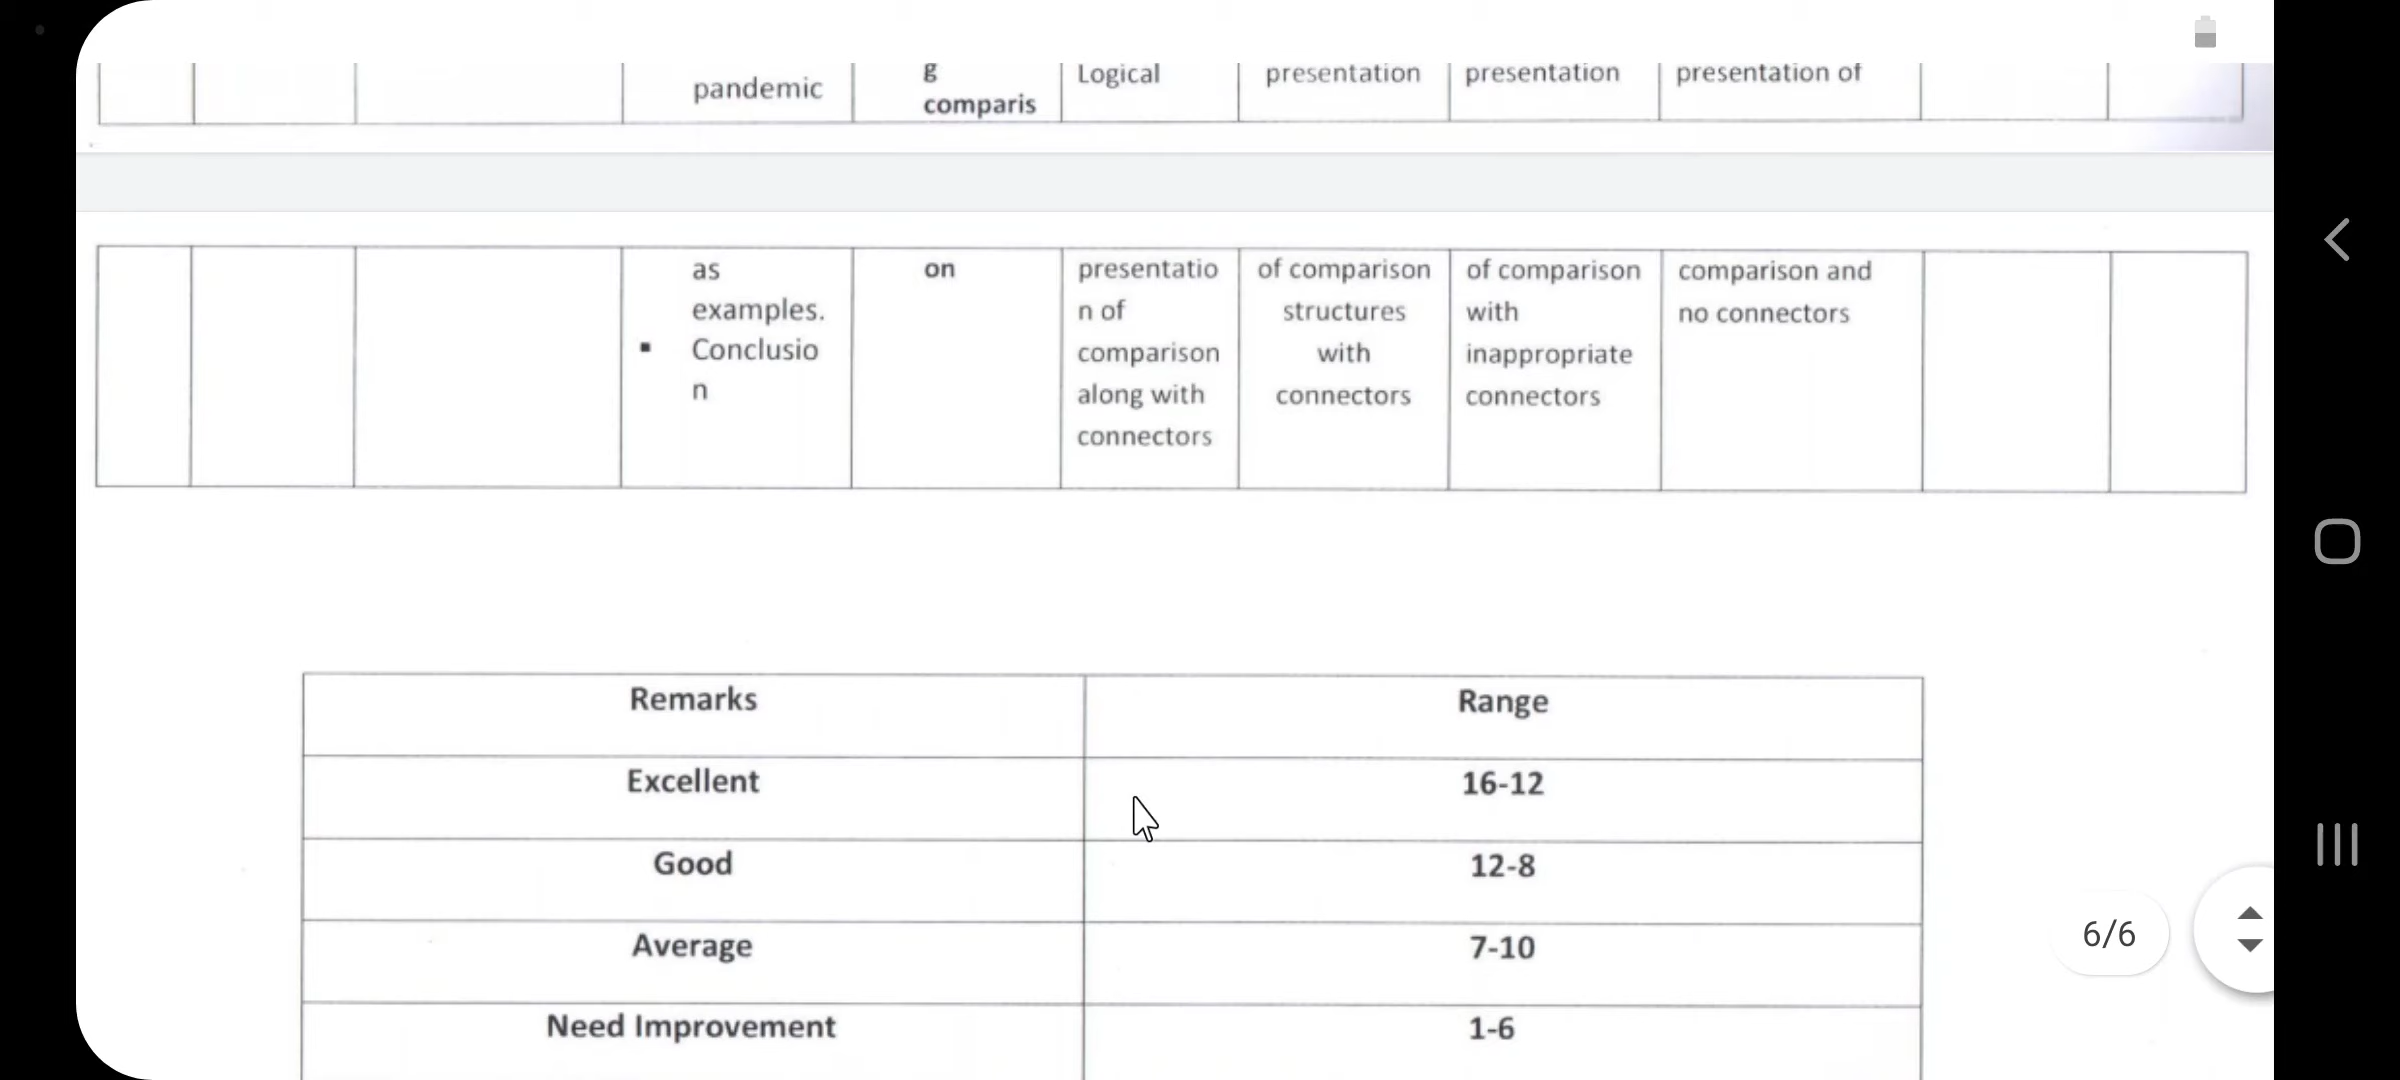 pandemic
g
comparis
Logical
presentation
presentation
presentation of
as
examples.
▪ Conclusio
n
on
presentatio
n of
comparison
along with
connectors
of comparison
structures
with
connectors
of comparison
with
inappropriate
connectors
comparison and
no connectors
Remarks Range
Excellent 16-12
Good 12-8
Average 7-10
Need Improvement 1-6
6/6